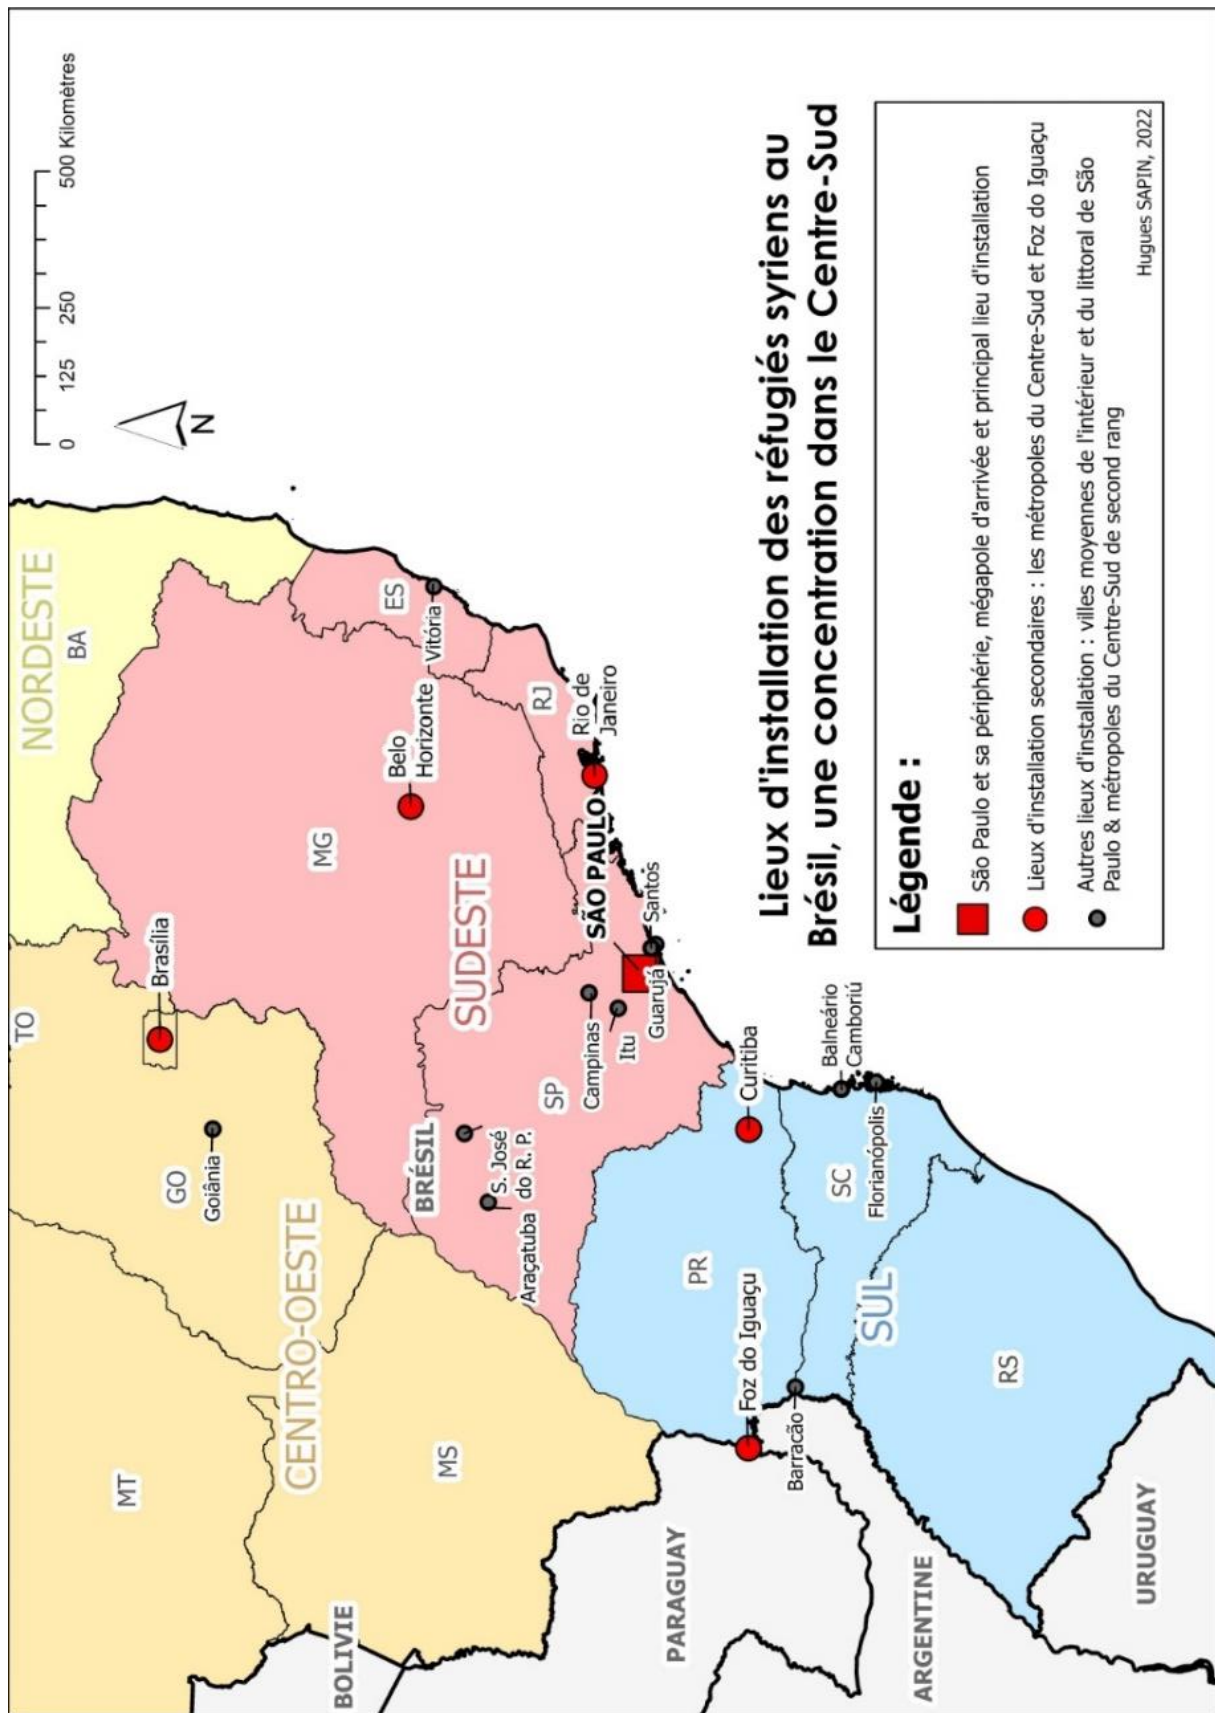 0
125
250
500 Kilomètres
N
NORDESTE
BA
TO
MT
GO
Goiânia
Brasília
CENTRO-OESTE
MS
BOLIVIE
MG
Belo
Horizonte
ES
Vitória
BRÉSIL
SUDESTE
S. José
do R. P.
Araçatuba
SP
Campinas
Itu
SÃO PAULO
Guarujá
Santos
RJ
Rio de
Janeiro
PARAGUAY
PR
Foz do Iguaçu
Curitiba
Barracão
SC
Balneário
Camboriú
Florianópolis
SUL
RS
ARGENTINE
URUGUAY
Lieux d'installation des réfugiés syriens au
Brésil, une concentration dans le Centre-Sud
Légende :
São Paulo et sa périphérie, mégapole d'arrivée et principal lieu d'installation
Lieux d'installation secondaires : les métropoles du Centre-Sud et Foz do Iguaçu
Autres lieux d'installation : villes moyennes de l'intérieur et du littoral de São
Paulo & métropoles du Centre-Sud de second rang
Hugues SAPIN, 2022